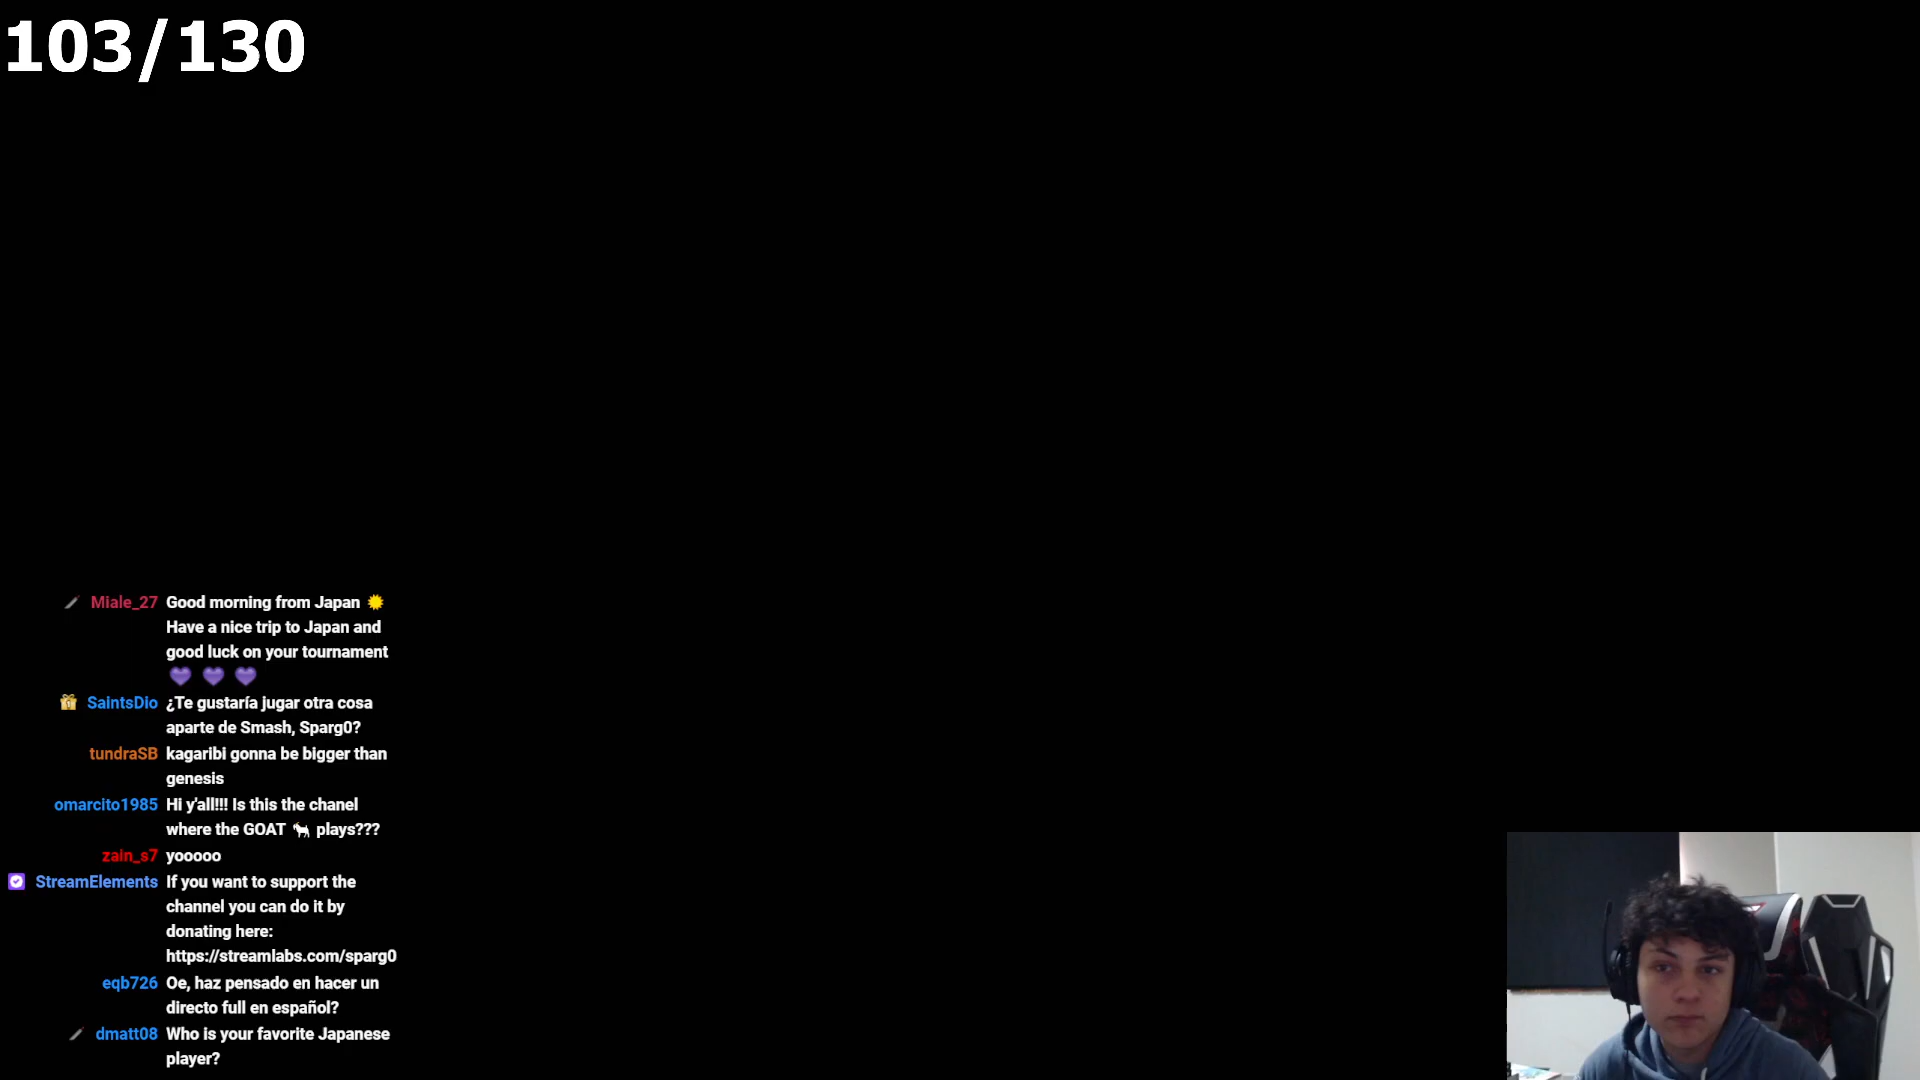 103/130
Miale_27 Good morning from Japan
Have a nice trip to Japan and
good luck on your tournament
SaintsDio ¿Te gustaría jugar otra cosa
aparte de Smash, Sparg0?
tundraSB kagaribi gonna be bigger than
genesis
omarcito1985 Hi y'all!!! Is this the chanel
where the GOAT plays???
zain_s7 yooooo
StreamElements If you want to support the
channel you can do it by
donating here:
https://streamlabs.com/sparg0
eqb726 Oe, haz pensado en hacer un
directo full en español?
dmatt08 Who is your favorite Japanese
player?